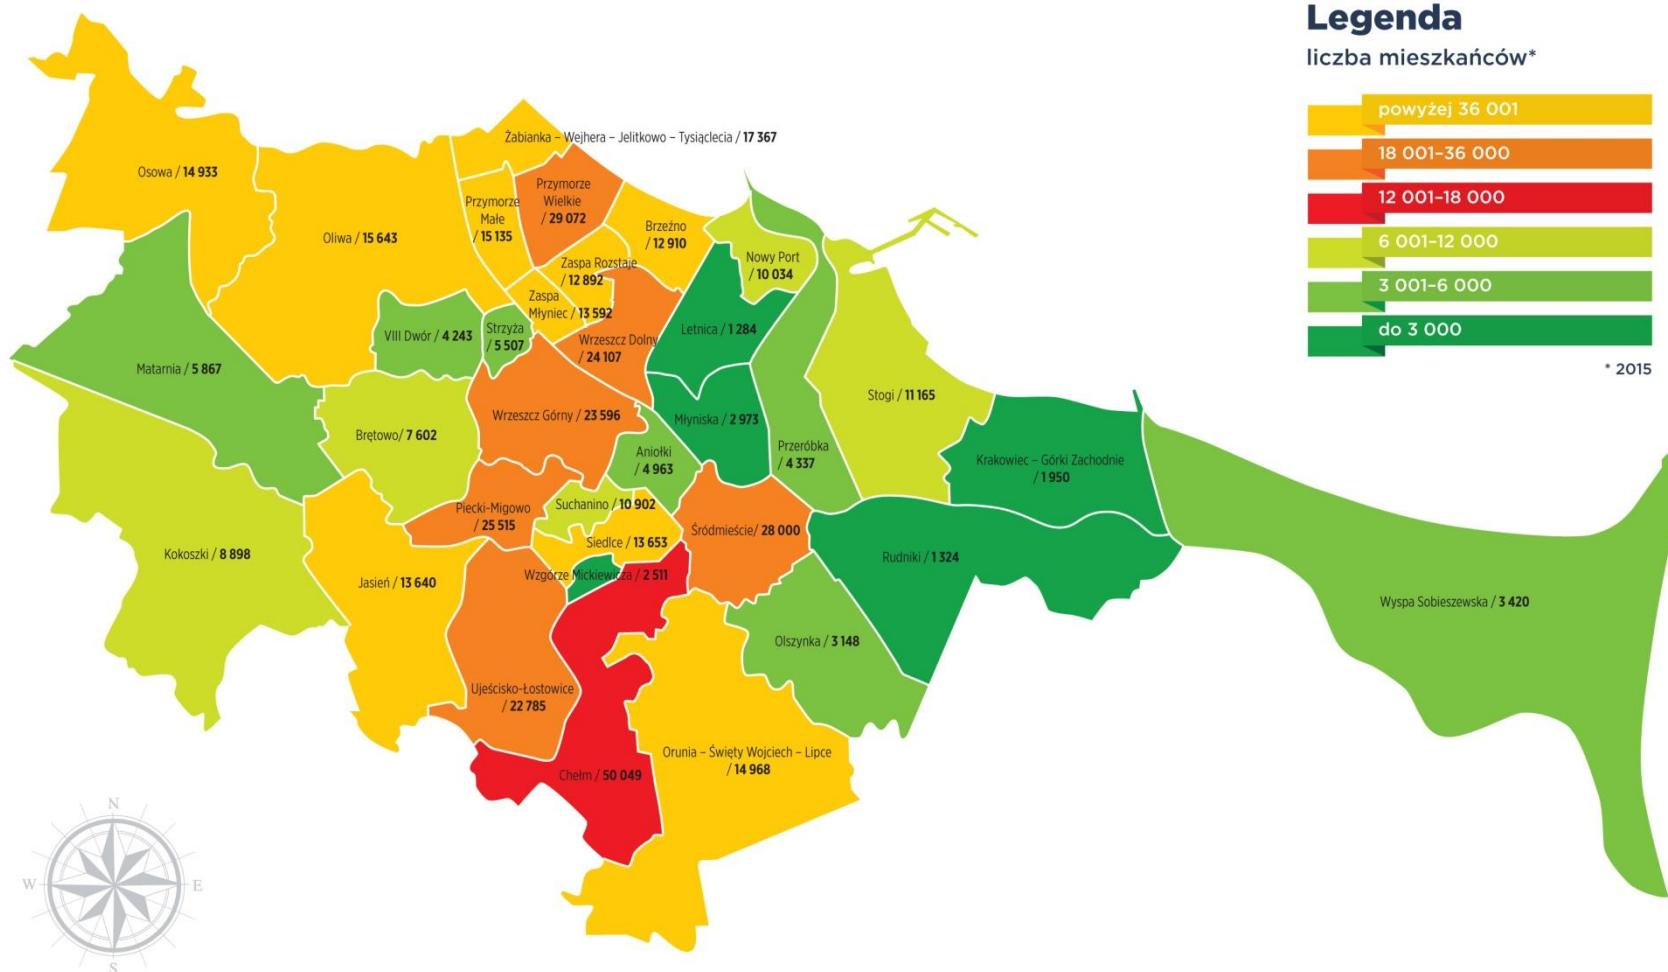 Legenda
liczba mieszkańców*
powyżej 36 001
18 001–36 000
12 001–18 000
6 001–12 000
3 001–6 000
do 3 000
* 2015
Żabianka – Wejhera – Jelitkowo – Tysiąclecia / 17 367
Osowa / 14 933
Oliwa / 15 643
Przymorze
Małe
/ 15 135
Przymorze
Wielkie
/ 29 072
Brzeźno
/ 12 910
Zaspa Rozstaje
/ 12 892
Zaspa
Młyniec / 13 592
Nowy Port
/ 10 034
Letnica / 1 284
VIII Dwór / 4 243
Strzyża
/ 5 507
Wrzeszcz Dolny
/ 24 107
Matarnia / 5 867
Stogi / 11 165
Wrzeszcz Górny / 23 596
Młyniska / 2 973
Brętowo/ 7 602
Aniołki
/ 4 963
Przeróbka
/ 4 337
Krakowiec – Górki Zachodnie
/ 1 950
Piecki-Migowo
/ 25 515
Suchanino / 10 902
Śródmieście/ 28 000
Siedlce / 13 653
Kokoszki / 8 898
Rudniki / 1 324
Jasień / 13 640
Wzgórze Mickiewicza / 2 511
Wyspa Sobieszewska / 3 420
Olszynka / 3 148
Ujeścisko-Łostowice
/ 22 785
Orunia – Święty Wojciech – Lipce
/ 14 968
Chełm / 50 049
N
W
E
S